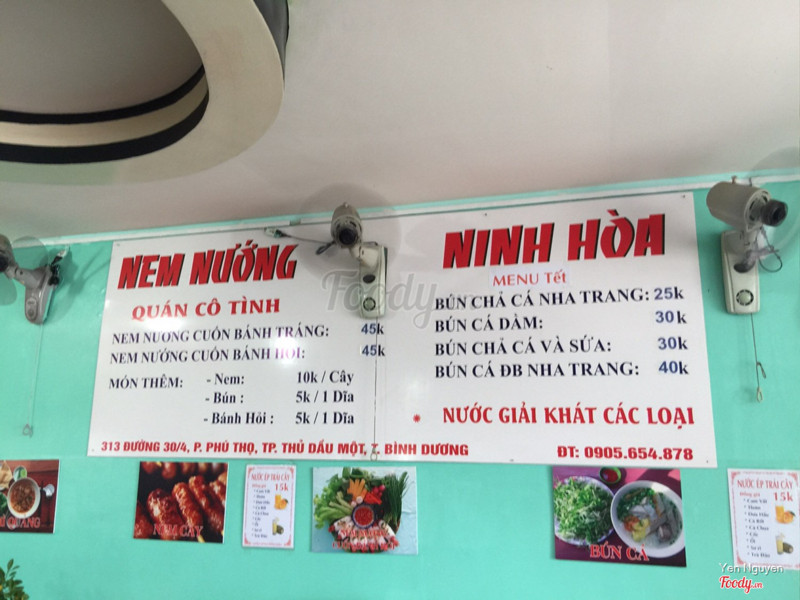 NEM NƯỚNG
QUÁN CÔ TÌNH
NEM NƯỚNG CUỐN BÁNH TRÁNG: 45k
NEM NƯỚNG CUỐN BÁNH HỎI: 45k
MÓN THÊM: - Nem: 10k / Cây
- Bún : 5k / 1 Dĩa
- Bánh Hỏi : 5k / 1 Dĩa
NINH HÒA
MENU Tết
BÚN CHẢ CÁ NHA TRANG: 25k
BÚN CÁ DẦM: 30k
BÚN CHẢ CÁ VÀ SỨA: 30k
BÚN CÁ ĐB NHA TRANG: 40k
NƯỚC GIẢI KHÁT CÁC LOẠI
313 ĐƯỜNG 30/4, P. PHÚ THỌ, TP. THỦ DẦU MỘT, T. BÌNH DƯƠNG
ĐT: 0905.654.878
Foody.vn
QUANG
NEM CÂY
NƯỚC ÉP TRÁI CÂY
15k
BÚN CÁ
NƯỚC ÉP TRÁI CÂY
15k
Yen Nguyen
Foody.vn